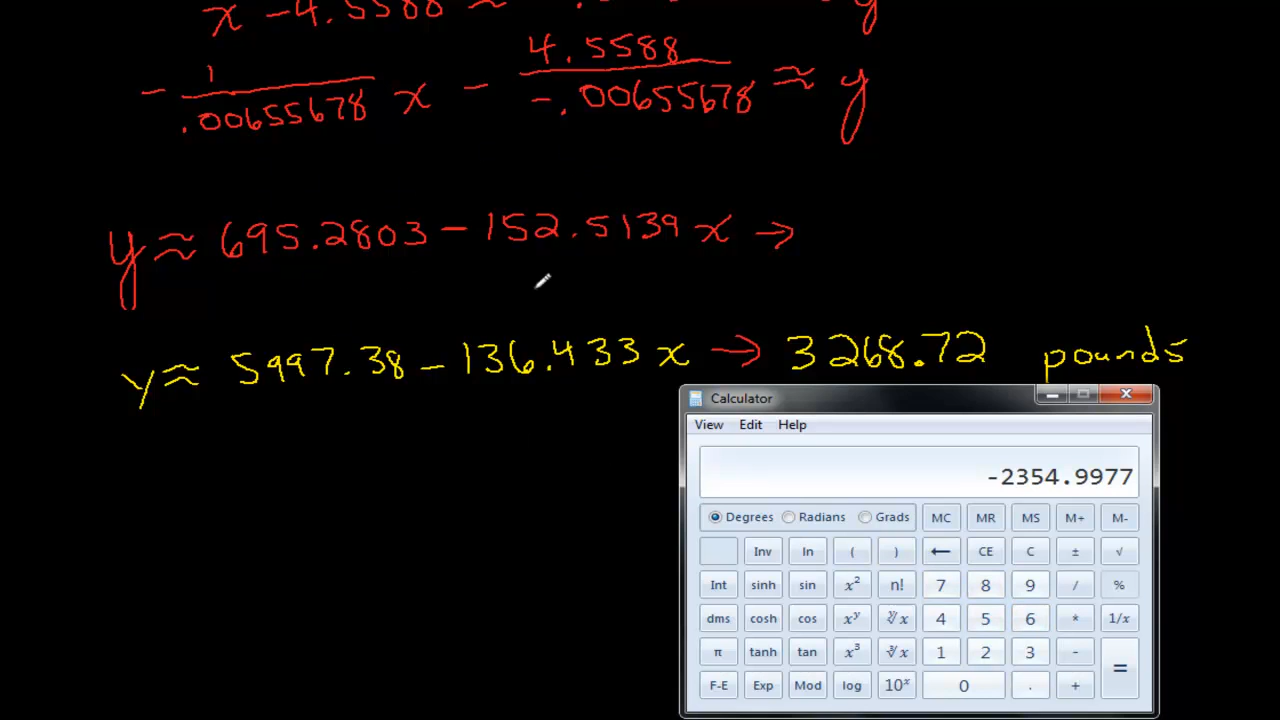 x - 4.5588 ≈ . y
- 1/.00655678 x - 4.5588/-.00655678 ≈ y
y ≈ 695.2803 - 152.5139 x →
y ≈ 5997.38 - 136.433 x → 3268.72 pounds
Calculator
View Edit Help
-2354.9977
Degrees Radians Grads MC MR MS M+ M-
Inv ln ( ) ← CE C ± √
Int sinh sin x² n! 7 8 9 / %
dms cosh cos xʸ ʸ√x 4 5 6 * 1/x
π tanh tan x³ ³√x 1 2 3 - =
F-E Exp Mod log 10ˣ 0 . +